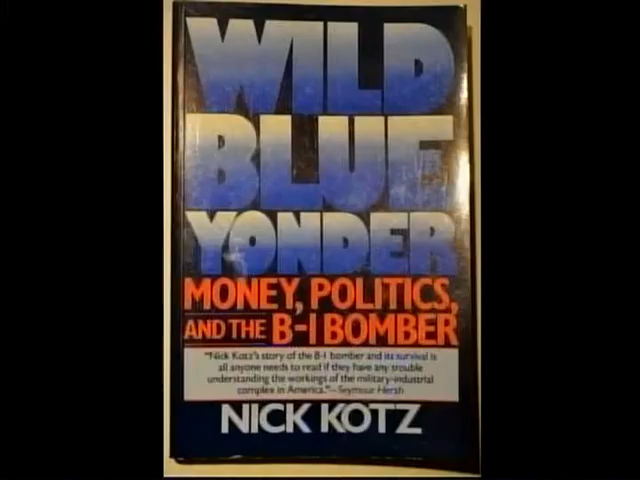 WILD
BLUE
YONDER
MONEY, POLITICS,
AND THE B-1 BOMBER
"Nick Kotz's story of the B-1 bomber and its survival is
all anyone needs to read if they have any trouble
understanding the workings of the military-industrial
complex in America."—Seymour Hersh
NICK KOTZ